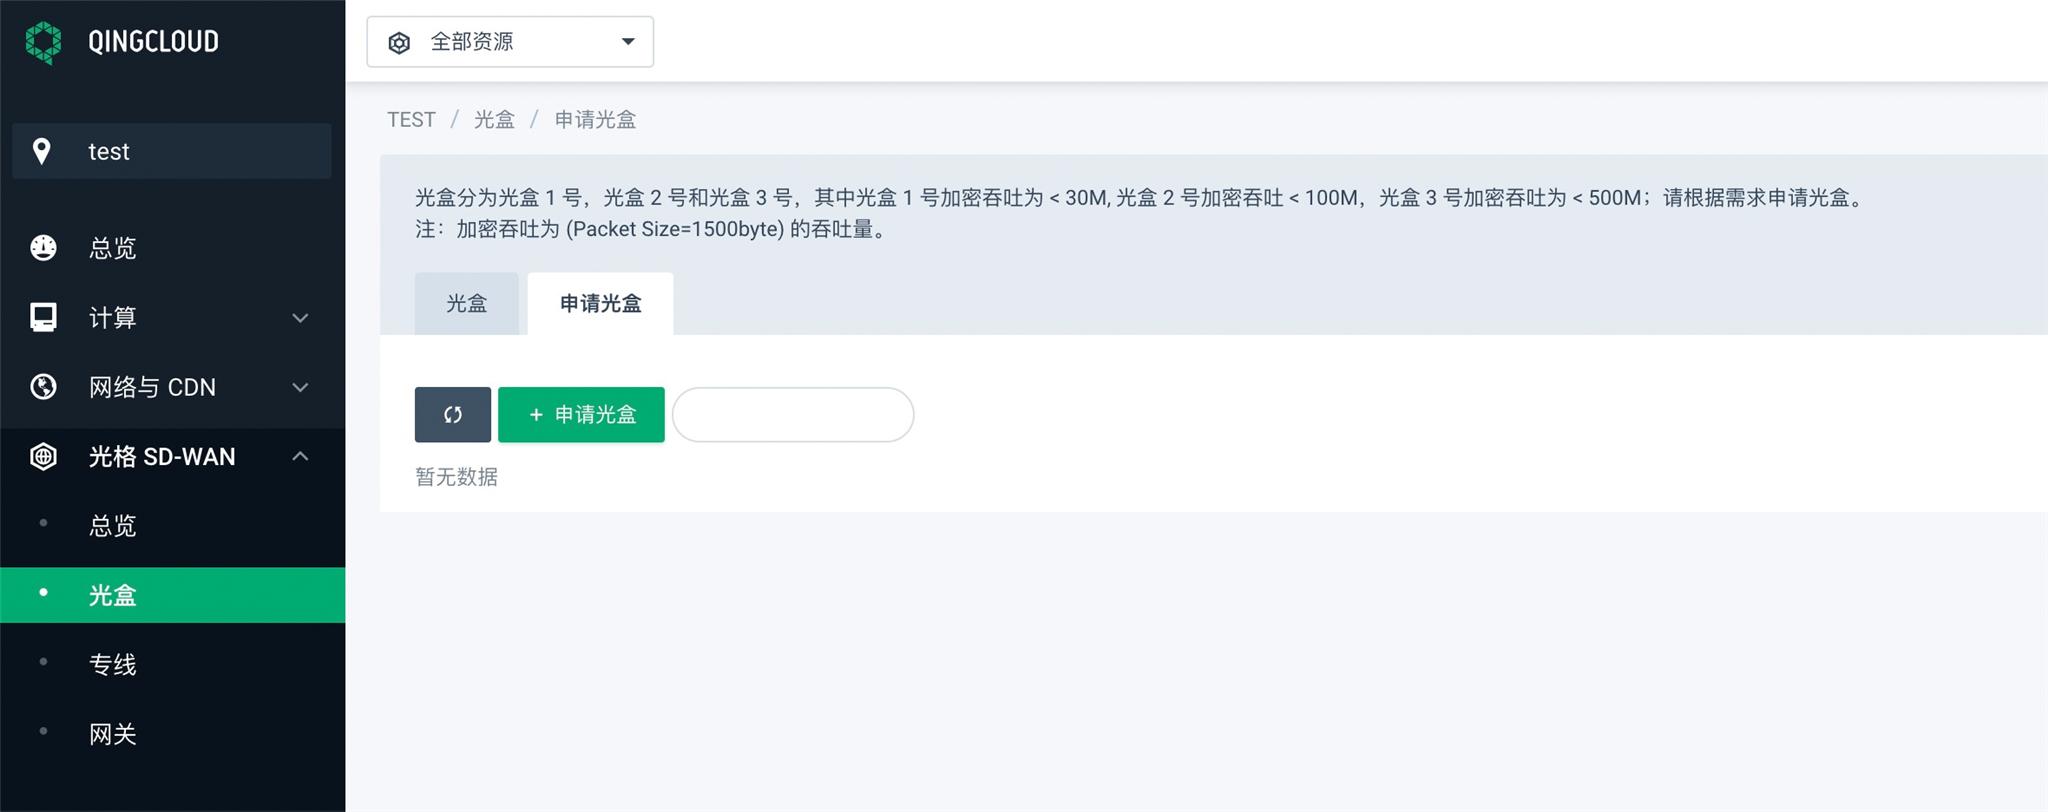 QINGCLOUD
test
总览
计算
网络与 CDN
光格 SD-WAN
总览
光盒
专线
网关
全部资源
TEST / 光盒 / 申请光盒
光盒分为光盒 1 号，光盒 2 号和光盒 3 号，其中光盒 1 号加密吞吐为 < 30M, 光盒 2 号加密吞吐 < 100M，光盒 3 号加密吞吐为 < 500M；请根据需求申请光盒。
注：加密吞吐为 (Packet Size=1500byte) 的吞吐量。
光盒 申请光盒
+ 申请光盒
暂无数据